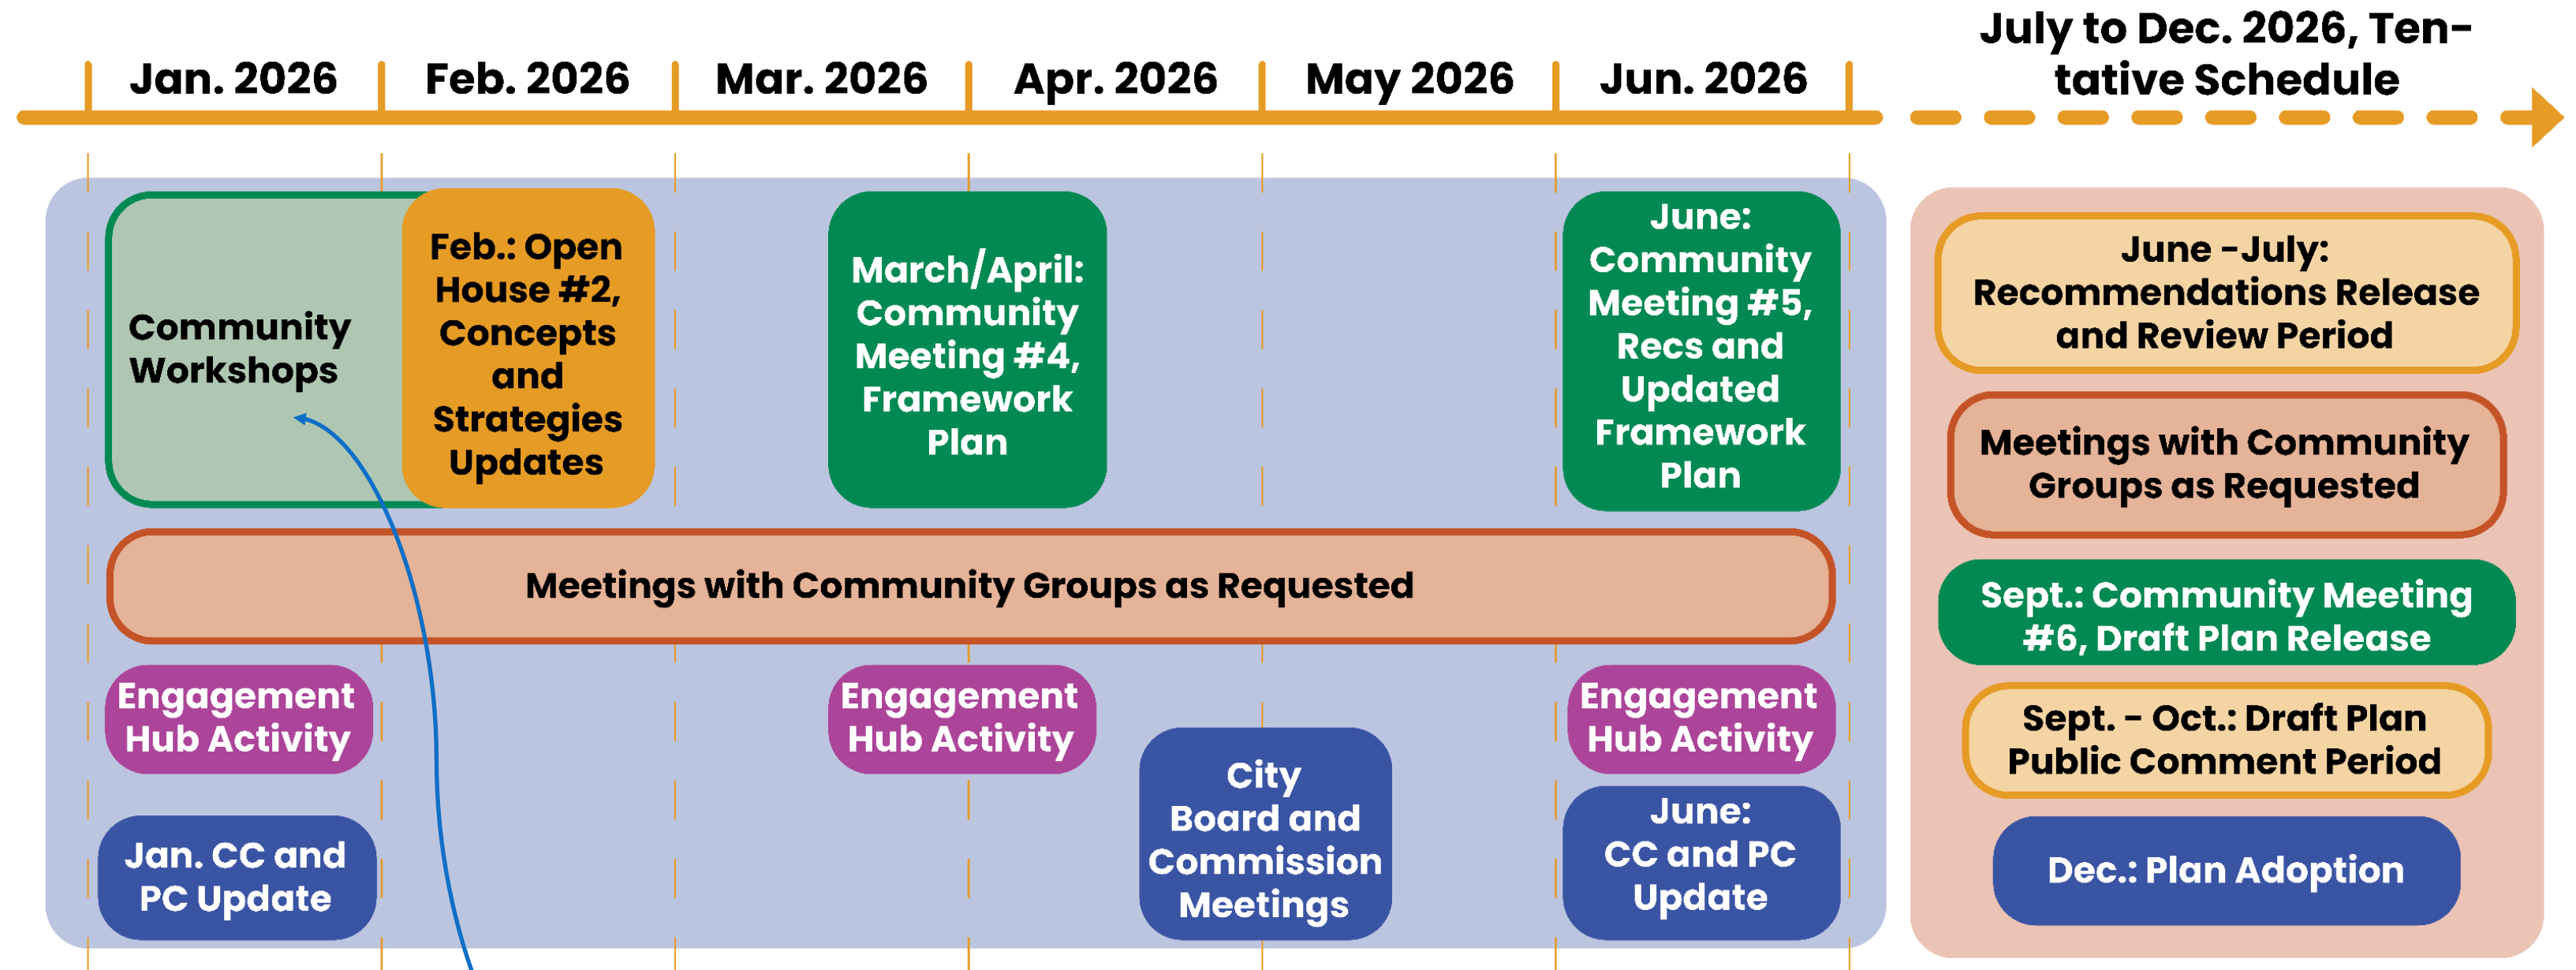 Jan. 2026
Feb. 2026
Mar. 2026
Apr. 2026
May 2026
Jun. 2026
July to Dec. 2026, Ten-
tative Schedule
Community
Workshops
Feb.: Open
House #2,
Concepts
and
Strategies
Updates
March/April:
Community
Meeting #4,
Framework
Plan
June:
Community
Meeting #5,
Recs and
Updated
Framework
Plan
Meetings with Community Groups as Requested
Engagement
Hub Activity
Engagement
Hub Activity
Engagement
Hub Activity
Jan. CC and
PC Update
City
Board and
Commission
Meetings
June:
CC and PC
Update
June -July:
Recommendations Release
and Review Period
Meetings with Community
Groups as Requested
Sept.: Community Meeting
#6, Draft Plan Release
Sept. - Oct.: Draft Plan
Public Comment Period
Dec.: Plan Adoption